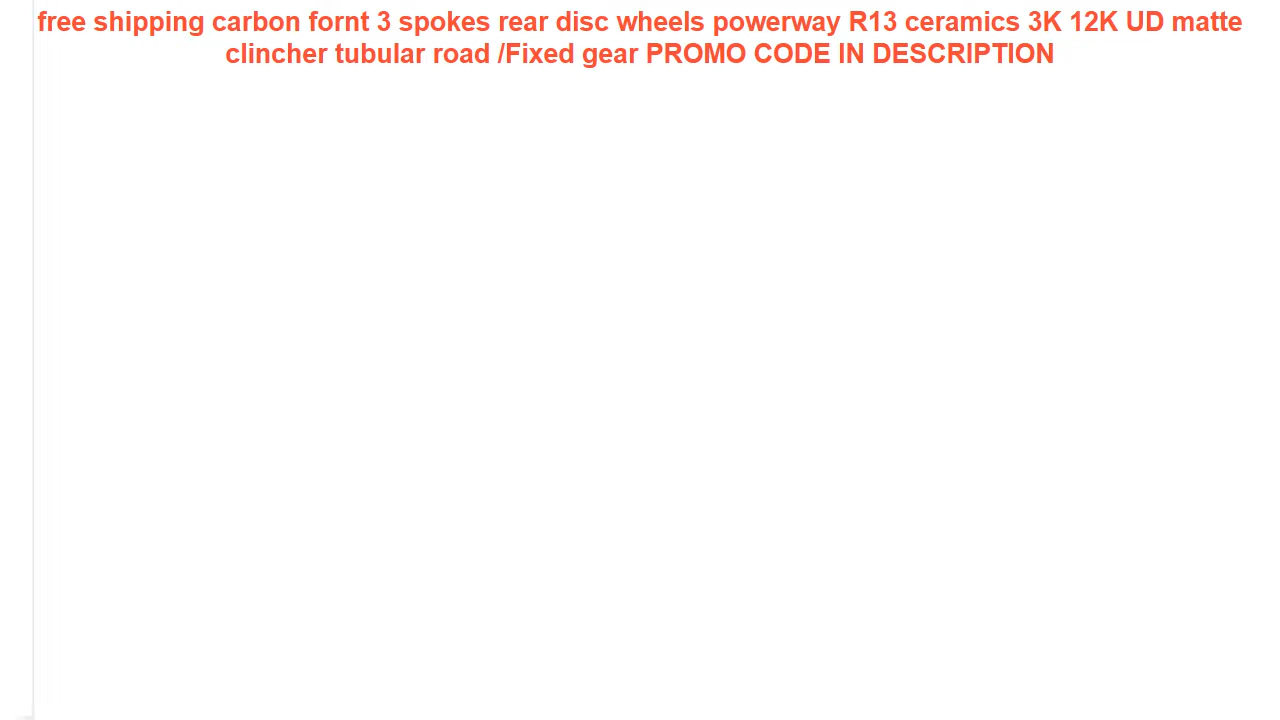 free shipping carbon fornt 3 spokes rear disc wheels powerway R13 ceramics 3K 12K UD matte
clincher tubular road /Fixed gear PROMO CODE IN DESCRIPTION